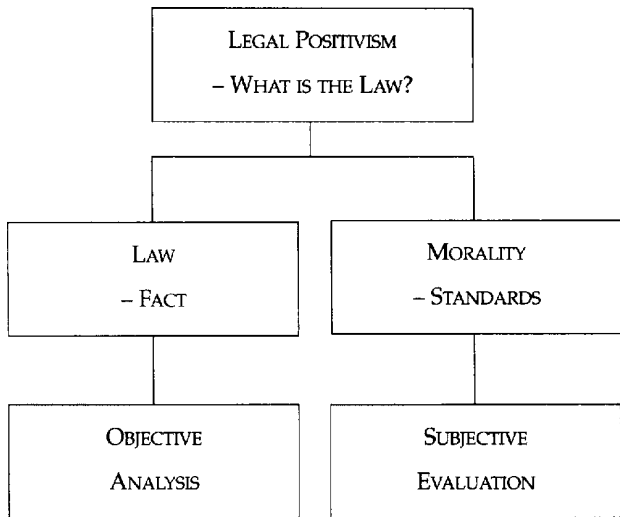 LEGAL POSITIVISM
– WHAT IS THE LAW?
LAW
– FACT
MORALITY
– STANDARDS
OBJECTIVE
ANALYSIS
SUBJECTIVE
EVALUATION